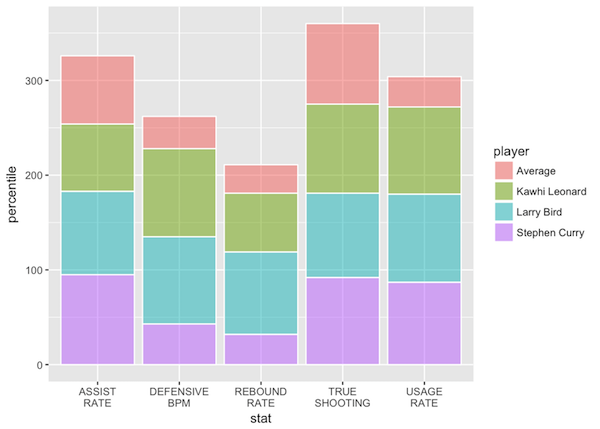 300
200
100
0
percentile
ASSIST
RATE
DEFENSIVE
BPM
REBOUND
RATE
TRUE
SHOOTING
USAGE
RATE
stat
player
Average
Kawhi Leonard
Larry Bird
Stephen Curry